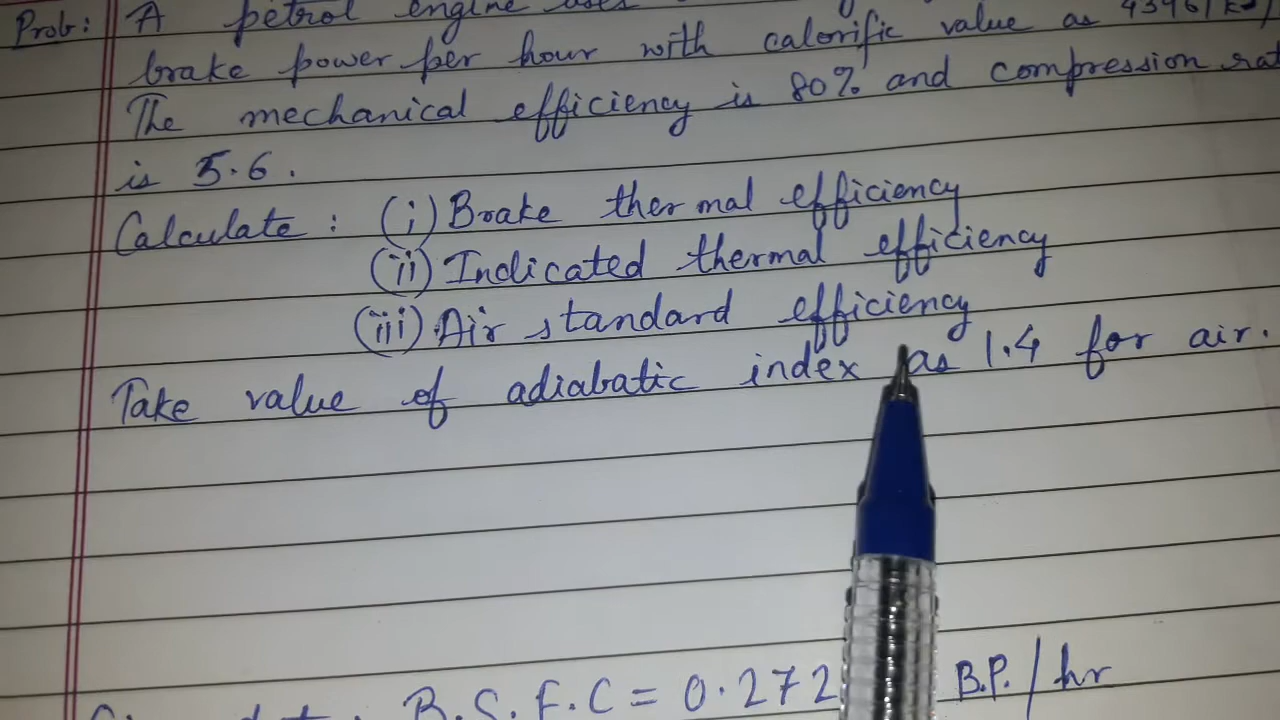 Prob: A petrol engine uses
brake power per hour with calorific value as
The mechanical efficiency is 80% and compression
is 5.6.
Calculate: (i) Brake thermal efficiency
(ii) Indicated thermal efficiency
(iii) Air standard efficiency
Take value of adiabatic index as 1.4 for air.
B.S.F.C = 0.272 B.P./hr